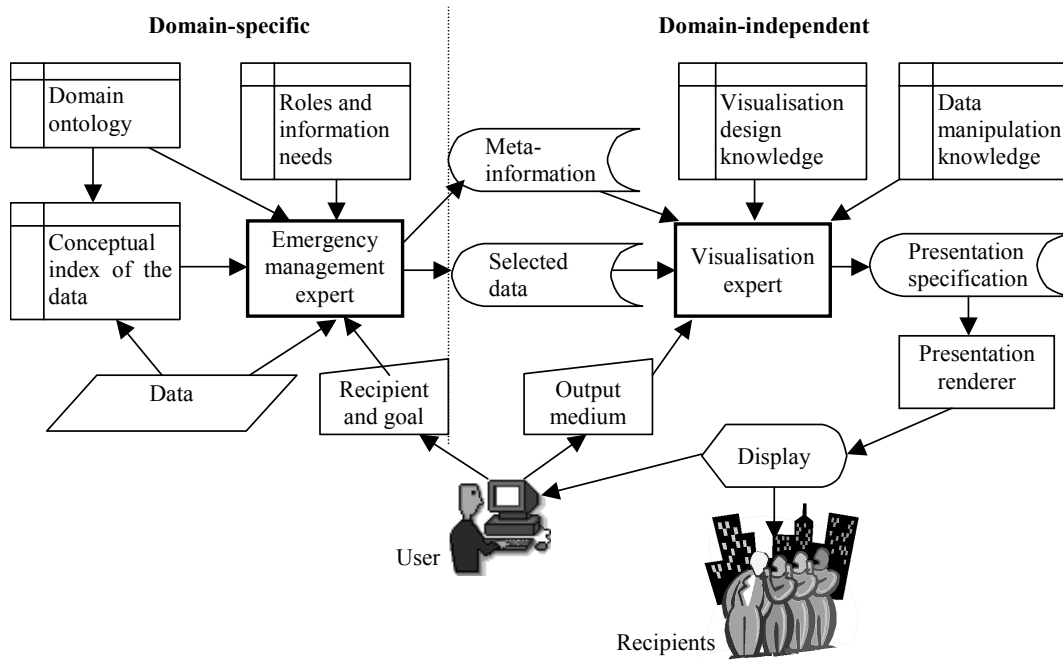 Domain-specific
Domain-independent
Domain
ontology
Roles and
information
needs
Meta-
information
Visualisation
design
knowledge
Data
manipulation
knowledge
Conceptual
index of the
data
Emergency
management
expert
Selected
data
Visualisation
expert
Presentation
specification
Data
Recipient
and goal
Output
medium
Presentation
renderer
Display
User
Recipients